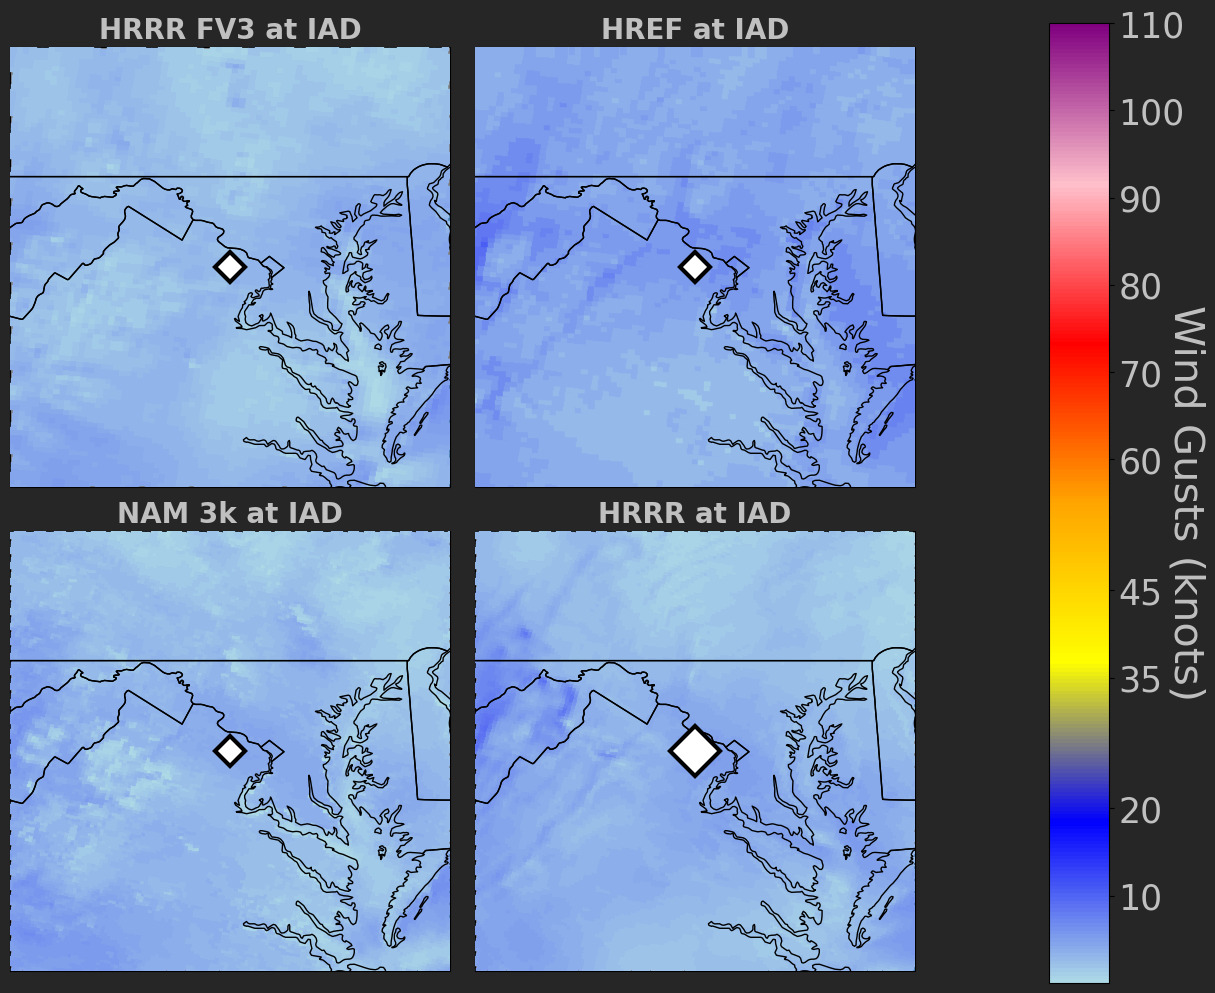 HRRR FV3 at IAD
HREF at IAD
NAM 3k at IAD
HRRR at IAD
110
100
90
80
70
60
45
35
20
10
Wind Gusts (knots)